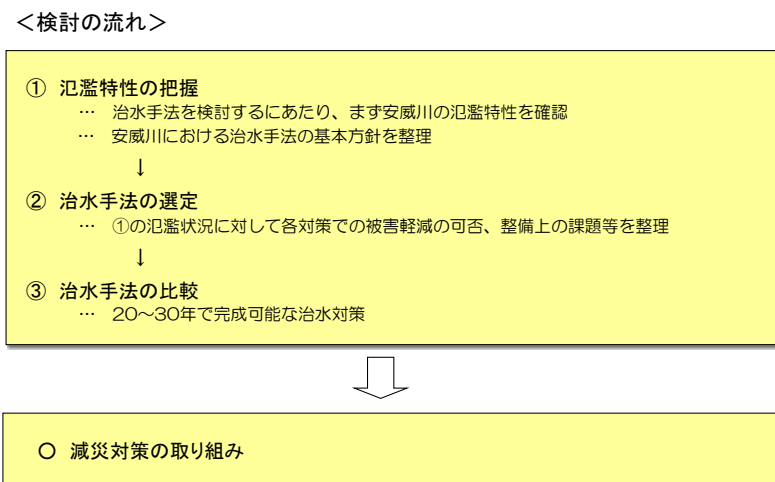 ＜検討の流れ＞
① 氾濫特性の把握
… 治水手法を検討するにあたり、まず安威川の氾濫特性を確認
… 安威川における治水手法の基本方針を整理
↓
② 治水手法の選定
… ①の氾濫状況に対して各対策での被害軽減の可否、整備上の課題等を整理
↓
③ 治水手法の比較
… 20～30年で完成可能な治水対策
○ 減災対策の取り組み